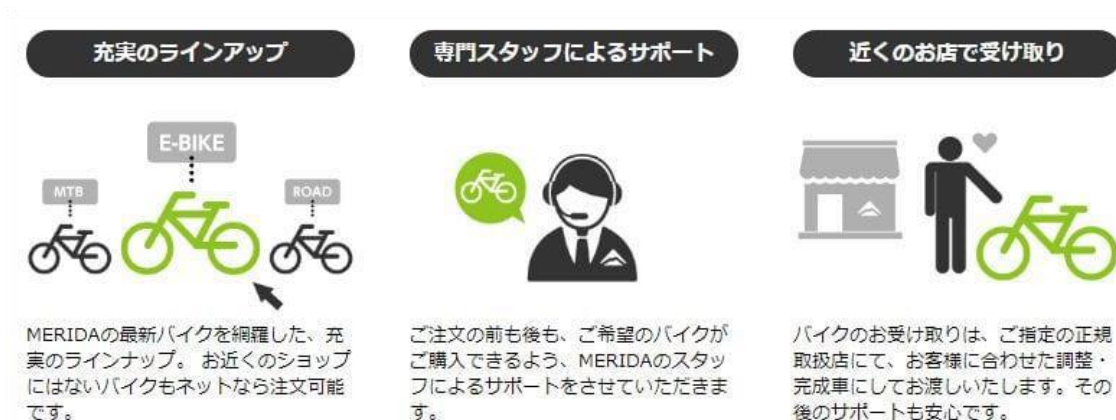 充実のラインアップ
E-BIKE
MTB
ROAD
MERIDAの最新バイクを網羅した、充
実のラインナップ。 お近くのショップ
にはないバイクもネットなら注文可能
です。
専門スタッフによるサポート
ご注文の前も後も、ご希望のバイクが
ご購入できるよう、MERIDAのスタッ
フによるサポートをさせていただきま
す。
近くのお店で受け取り
バイクのお受け取りは、ご指定の正規
取扱店にて、お客様に合わせた調整・
完成車にしてお渡しいたします。その
後のサポートも安心です。